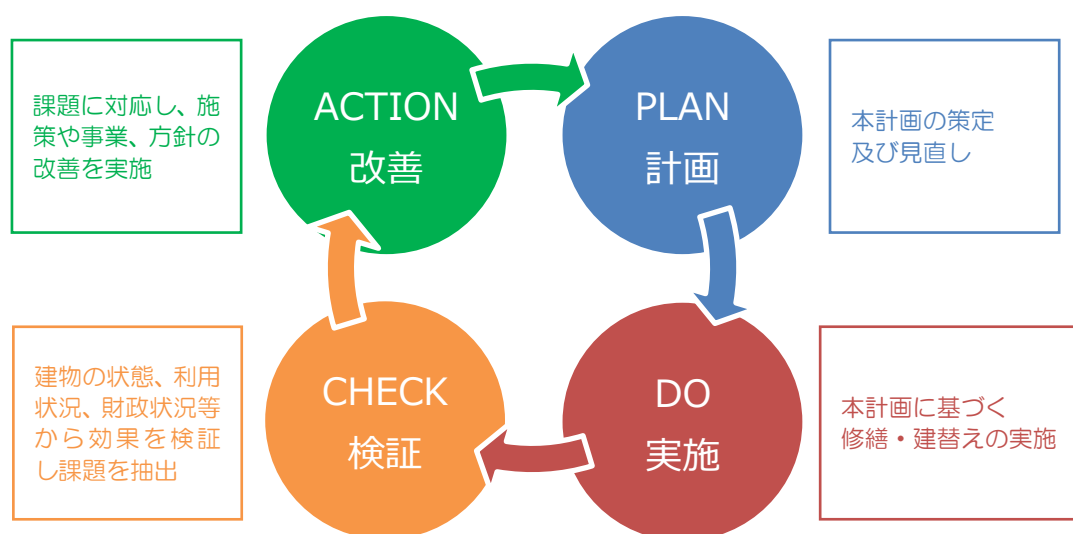 課題に対応し、施
策や事業、方針の
改善を実施
ACTION
改善
PLAN
計画
本計画の策定
及び見直し
建物の状態、利用
状況、財政状況等
から効果を検証
し課題を抽出
CHECK
検証
DO
実施
本計画に基づく
修繕・建替えの実施